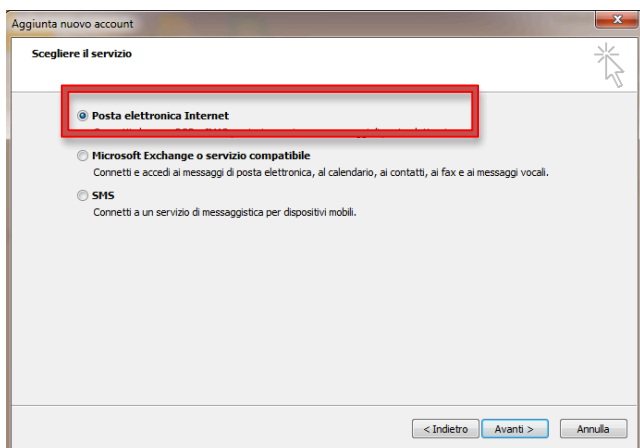 Aggiunta nuovo account
Scegliere il servizio
Posta elettronica Internet
Microsoft Exchange o servizio compatibile
Connetti e accedi ai messaggi di posta elettronica, al calendario, ai contatti, ai fax e ai messaggi vocali.
SMS
Connetti a un servizio di messaggistica per dispositivi mobili.
< Indietro
Avanti >
Annulla